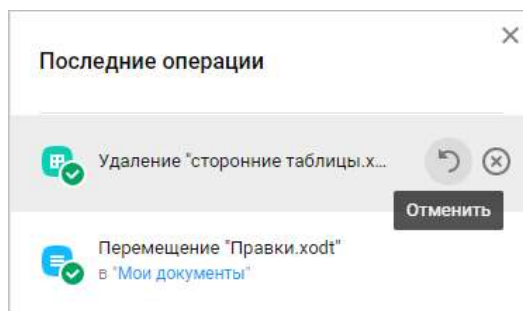 Последние операции
Удаление "сторонние таблицы.х...
Отменить
Перемещение "Правки.xodt"
в "Мои документы"